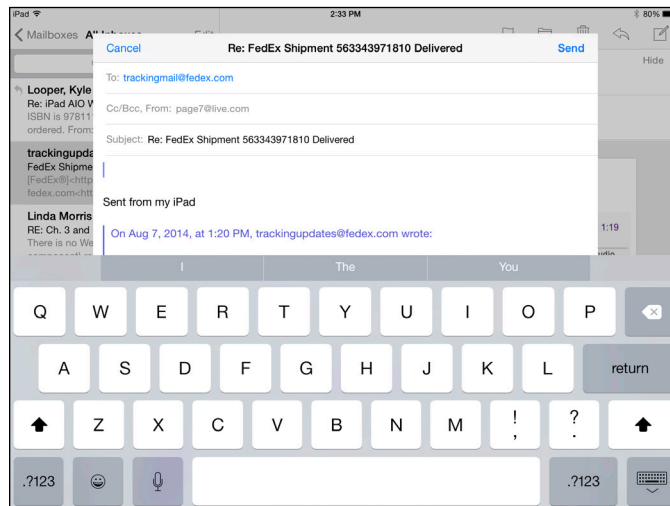 iPad 2:33 PM 80%
Mailboxes Edit
Hide
Cancel Re: FedEx Shipment 563343971810 Delivered Send
To: trackingmail@fedex.com
Cc/Bcc, From: page7@live.com
Subject: Re: FedEx Shipment 563343971810 Delivered
Sent from my iPad
On Aug 7, 2014, at 1:20 PM, trackingupdates@fedex.com wrote:
Looper, Kyle
Re: iPad AIO
ISBN is 97811
ordered. From:
trackingupda
FedEx Shipme
[FedEx®]<http
fedex.com<htt
Linda Morris
RE: Ch. 3 and
There is no We
1:19
I The You
Q W E R T Y U I O P
A S D F G H J K L return
Z X C V B N M ! , ? .
.?123 .?123